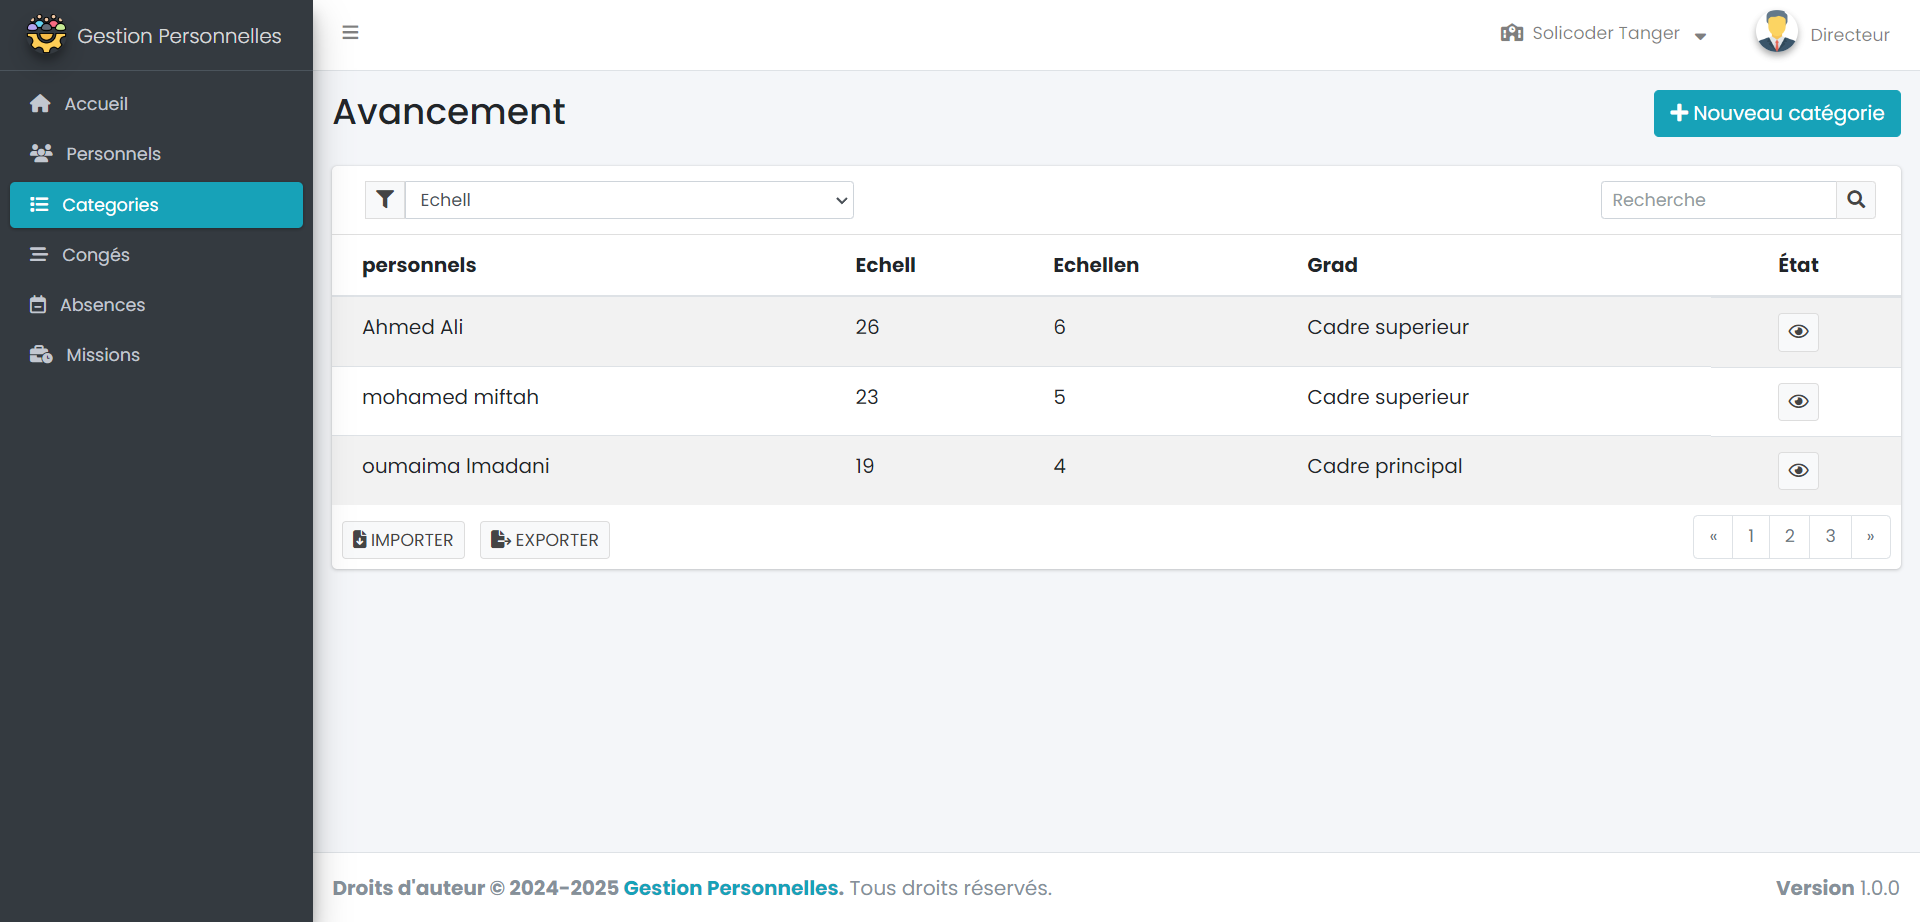 Gestion Personnelles
Solicoder Tanger
Directeur
Accueil
Personnels
Categories
Congés
Absences
Missions
Avancement
Nouveau catégorie
Echell
Recherche
personnels Echell Echellen Grad État
Ahmed Ali 26 6 Cadre superieur
mohamed miftah 23 5 Cadre superieur
oumaima lmadani 19 4 Cadre principal
IMPORTER EXPORTER « 1 2 3 »
Droits d'auteur © 2024-2025 Gestion Personnelles. Tous droits réservés. Version 1.0.0